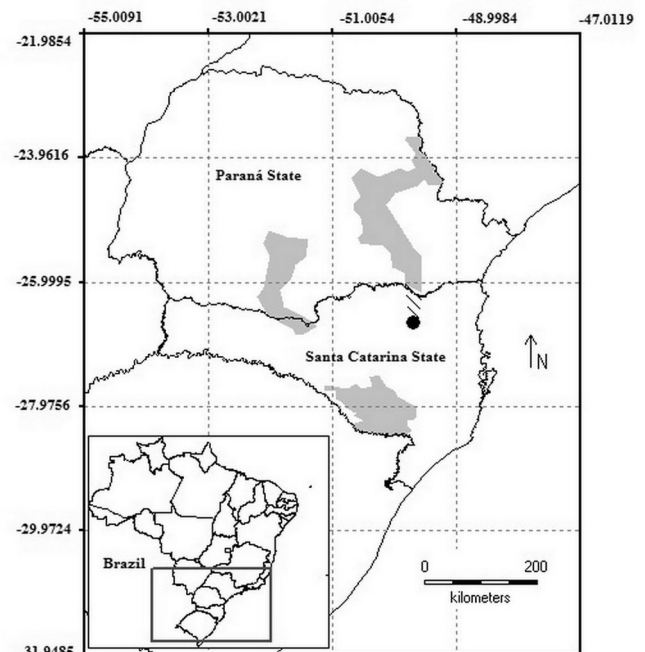 -55.0091 -53.0021 -51.0054 -48.9984 -47.0119
-21.9854
-23.9616
Paraná State
-25.9995
Santa Catarina State
N
-27.9756
-29.9724
Brazil
0 200
kilometers
-31.9485